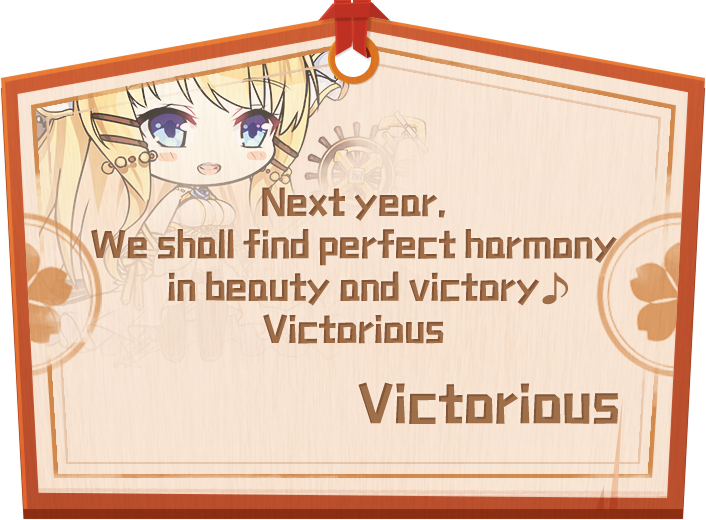 Next year,
We shall find perfect harmony
in beauty and victory♪
Victorious
Victorious